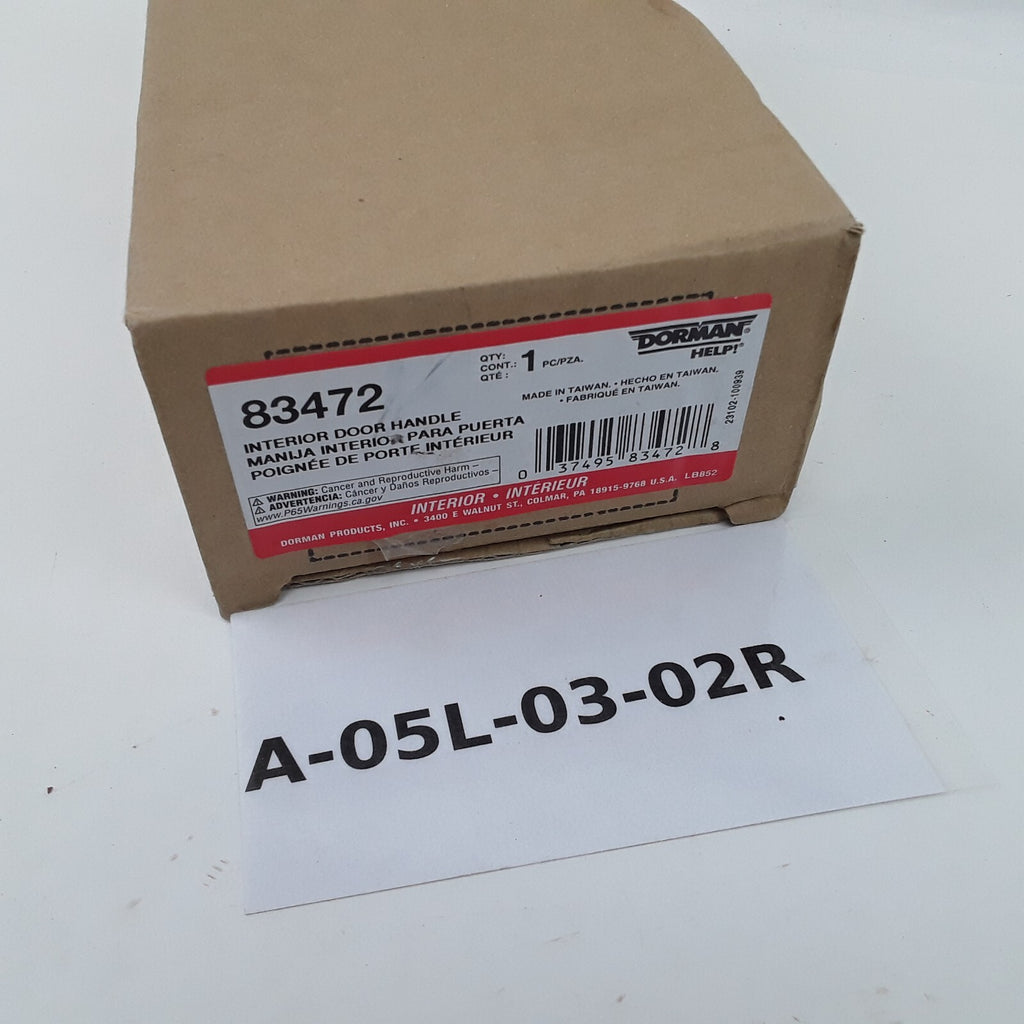 83472
QTY:
CONT.: 1 PC/PZA.
QTÉ :
DORMAN®
HELP!®
INTERIOR DOOR HANDLE
MANIJA INTERIOR PARA PUERTA
POIGNÉE DE PORTE INTÉRIEUR
MADE IN TAIWAN. • HECHO EN TAIWAN.
• FABRIQUÉ EN TAIWAN.
23102-100939
0 37495 83472 8
WARNING: Cancer and Reproductive Harm –
ADVERTENCIA: Cáncer y Daños Reproductivos –
www.P65Warnings.ca.gov
INTERIOR • INTÉRIEUR
DORMAN PRODUCTS, INC. • 3400 E WALNUT ST., COLMAR, PA 18915-9768 U.S.A. LB852
A-05L-03-02R